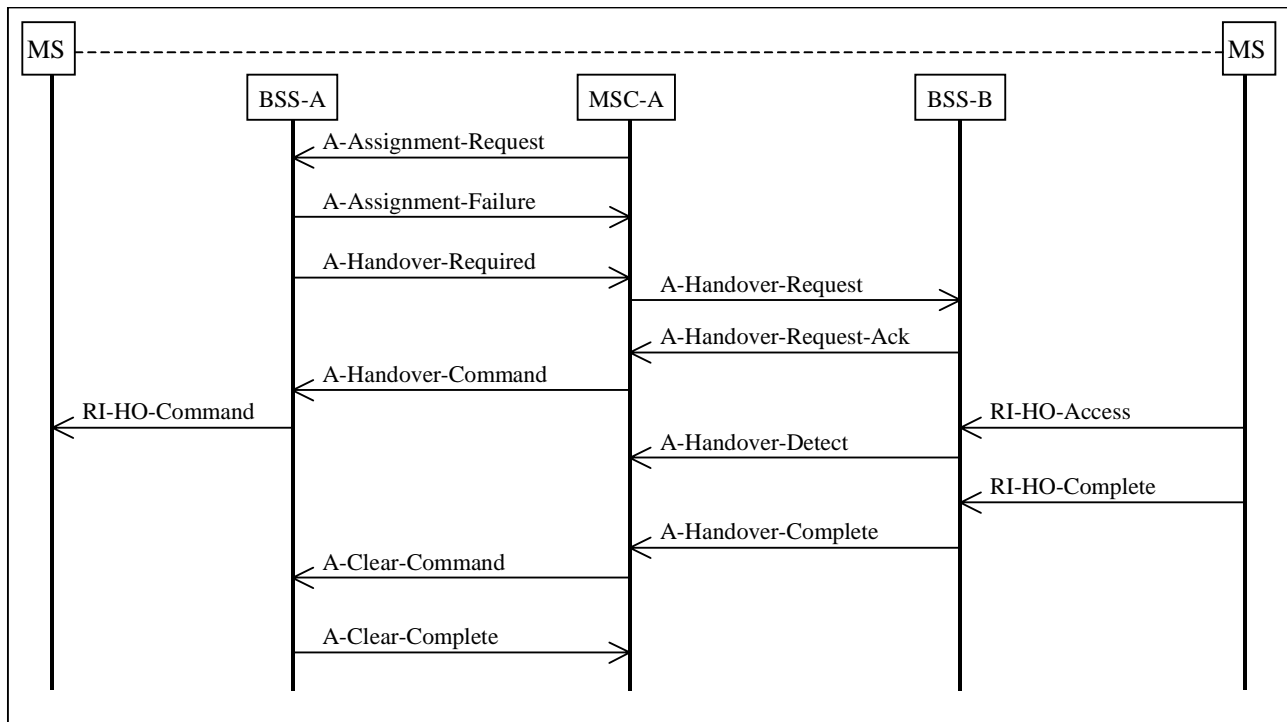 MS
MS
BSS-A
MSC-A
BSS-B
A-Assignment-Request
A-Assignment-Failure
A-Handover-Required
A-Handover-Request
A-Handover-Request-Ack
A-Handover-Command
RI-HO-Command
RI-HO-Access
A-Handover-Detect
RI-HO-Complete
A-Handover-Complete
A-Clear-Command
A-Clear-Complete